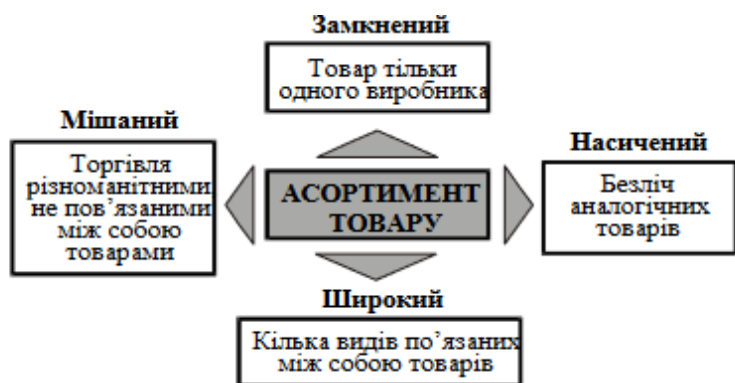 Замкнений
Товар тільки
одного виробника
Мішаний
Торгівля
різноманітними
не пов’язаними
між собою
товарами
АСОРТИМЕНТ
ТОВАРУ
Насичений
Безліч
аналогічних
товарів
Широкий
Кілька видів по’язаних
між собою товарів